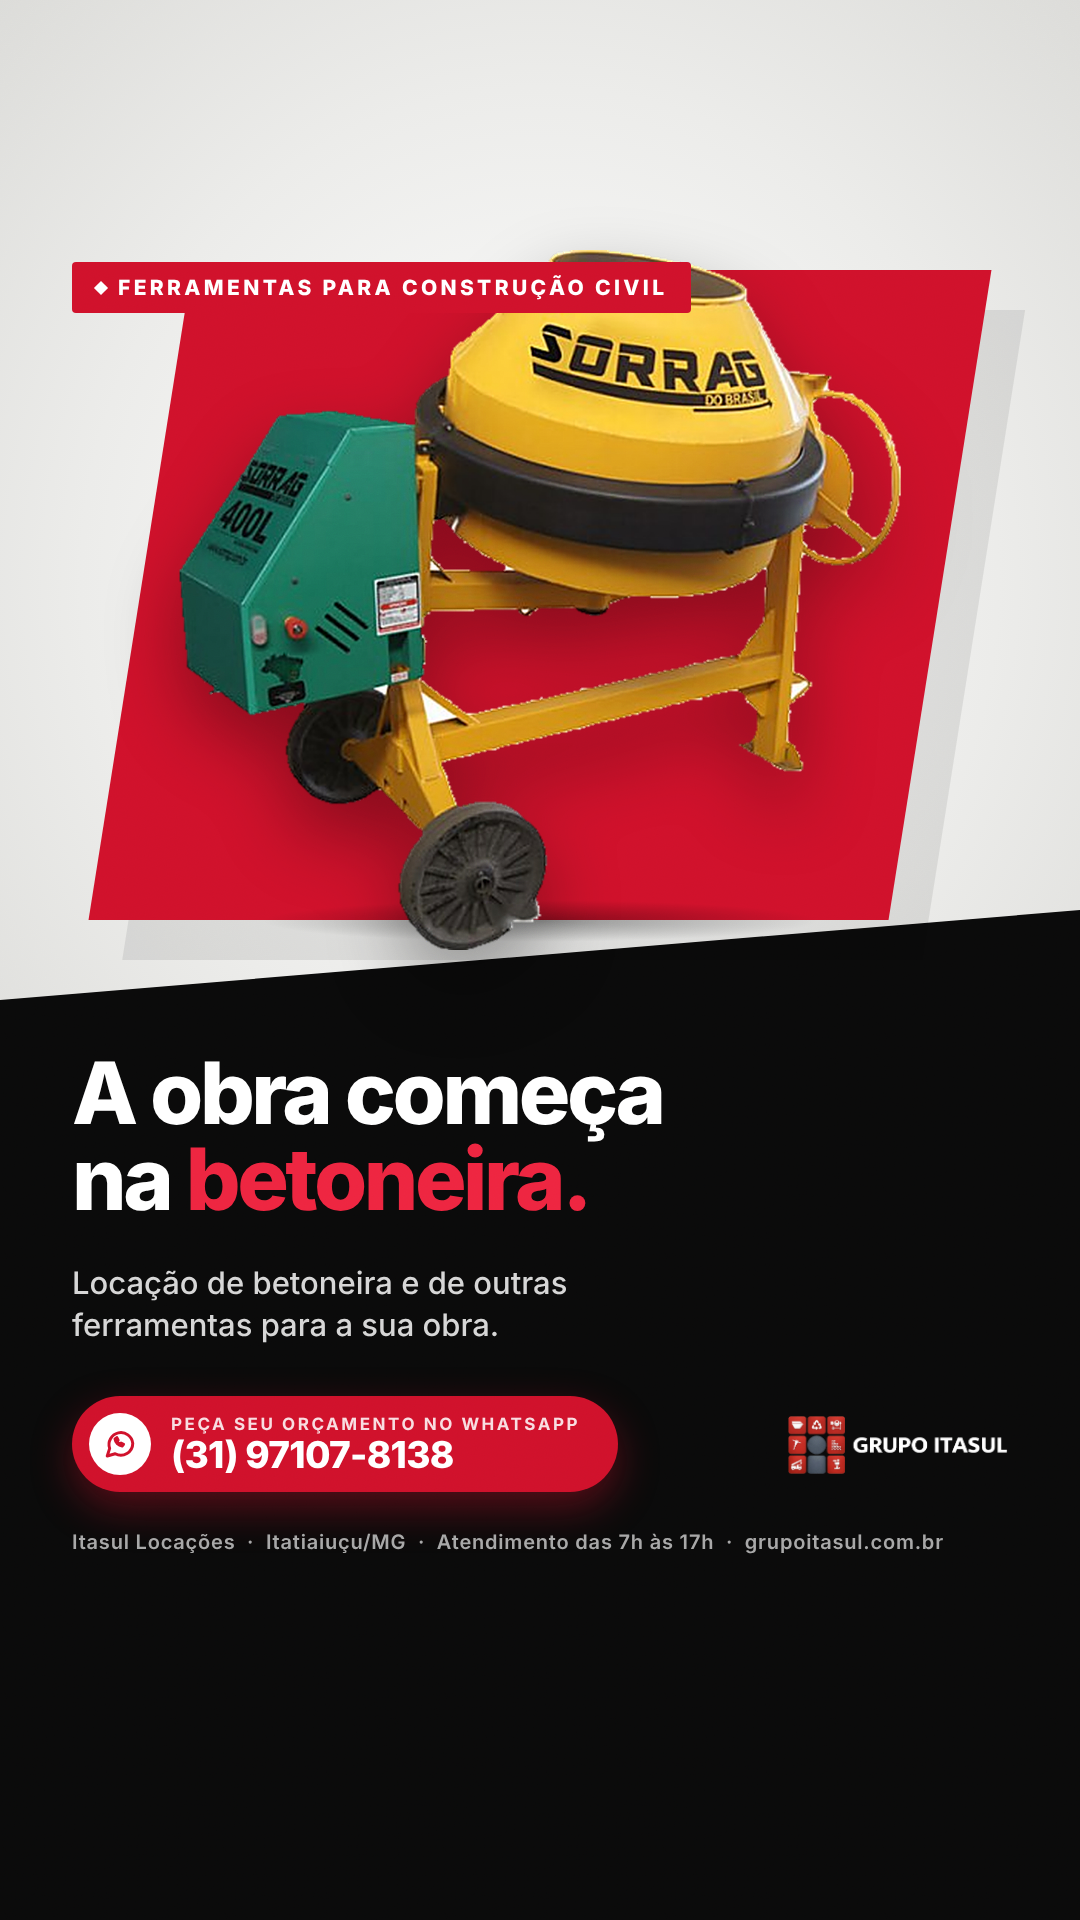 FERRAMENTAS PARA CONSTRUÇÃO CIVIL
SORRAG
DO BRASIL
SORRAG
400L
A obra começa
na betoneira.
Locação de betoneira e de outras
ferramentas para a sua obra.
PEÇA SEU ORÇAMENTO NO WHATSAPP
(31) 97107-8138
GRUPO ITASUL
Itasul Locações · Itatiaiuçu/MG · Atendimento das 7h às 17h · grupoitasul.com.br